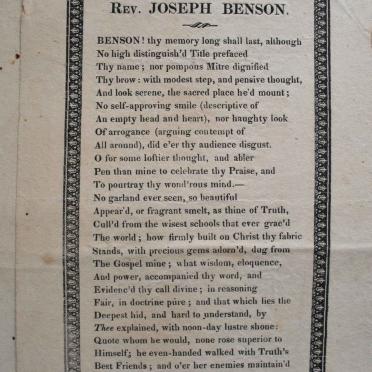 Rev. JOSEPH BENSON.
BENSON! thy memory long shall last, although
No high distinguish'd Title prefaced
Thy name; nor pompous Mitre dignified
Thy brow: with modest step, and pensive thought,
And look serene, the sacred place he'd mount;
No self-approving smile (descriptive of
An empty head and heart), nor haughty look
Of arrogance (arguing contempt of
All around), did e'er thy audience disgust.
O for some loftier thought, and abler
Pen than mine to celebrate thy Praise, and
To pourtray thy wond'rous mind.—
No garland ever seen, so beautiful
Appear'd, or fragrant smelt, as thine of Truth,
Cull'd from the wisest schools that ever grac'd
The world; how firmly built on Christ thy fabric
Stands, with precious gems adorn'd, dug from
The Gospel mine; what wisdom, eloquence,
And power, accompanied thy word, and
Evidenc'd thy call divine; in reasoning
Fair, in doctrine pure; and that which lies the
Deepest hid, and hard to understand, by
Thee explained, with noon-day lustre shone:
Quote whom he would, none rose superior to
Himself; he even-handed walked with Truth's
Best Friends; and o'er her enemies maintain'd